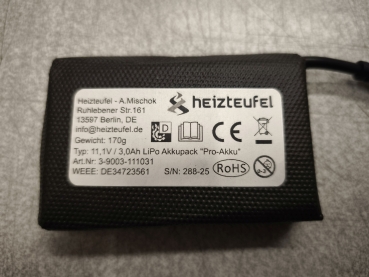 Heizteufel - A.Mischok
Ruhlebener Str.161
13597 Berlin, DE
info@heizteufel.de
Gewicht: 170g
heizteufel
D
CE
Typ: 11,1V / 3,0Ah LiPo Akkupack "Pro-Akku"
Art.Nr: 3-9003-111031
WEEE: DE34723561
S/N: 288-25
RoHS